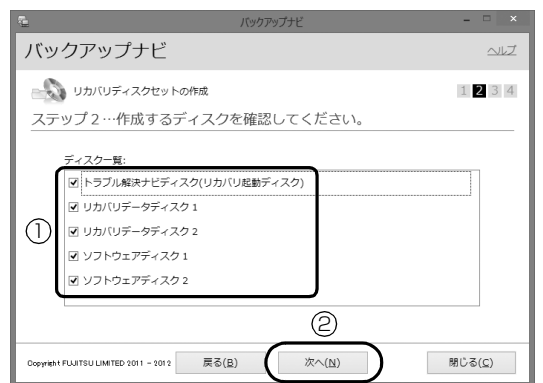 バックアップナビ
バックアップナビ
ヘルプ
リカバリディスクセットの作成
1 2 3 4
ステップ2…作成するディスクを確認してください。
ディスク一覧:
①
トラブル解決ナビディスク(リカバリ起動ディスク)
リカバリデータディスク1
リカバリデータディスク2
ソフトウェアディスク1
ソフトウェアディスク2
②
Copyright FUJITSU LIMITED 2011 - 2012
戻る(B)
次へ(N)
閉じる(C)